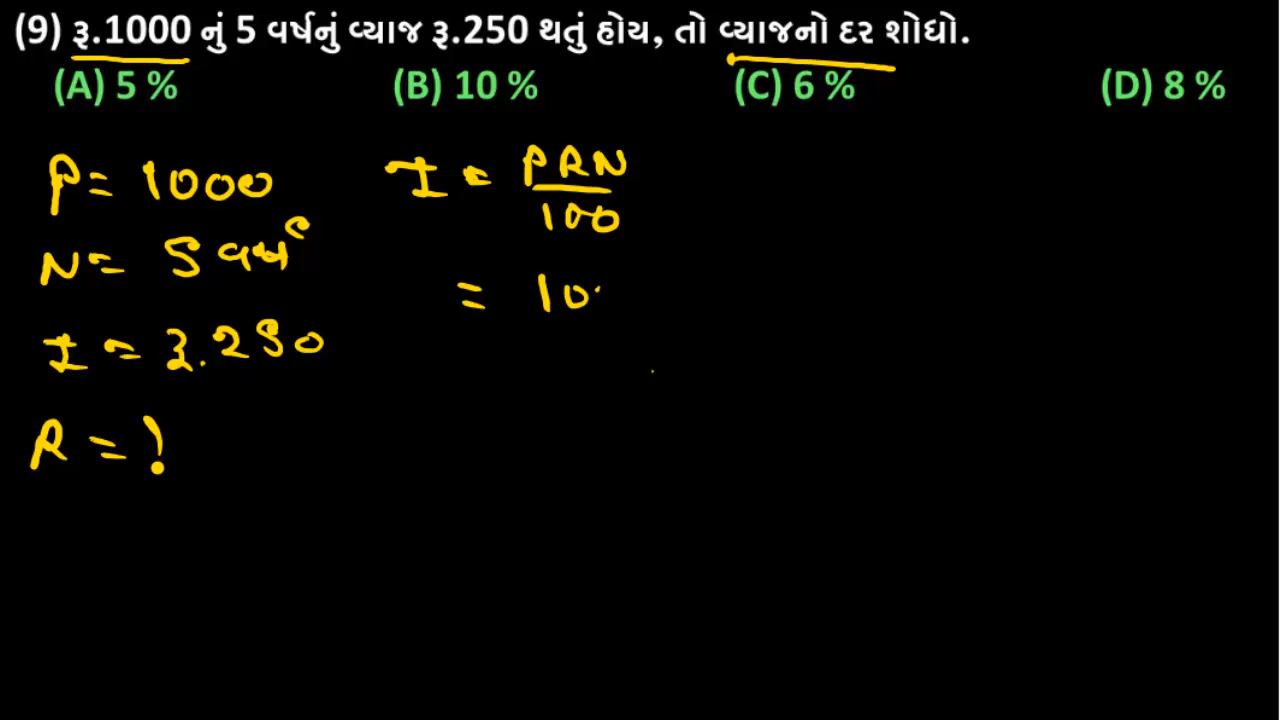 (9) રૂ.1000 નું 5 વર્ષનું વ્યાજ રૂ.250 થતું હોય, તો વ્યાજનો દર શોધો.
(A) 5 % (B) 10 % (C) 6 % (D) 8 %
P = 1000
N = 5 વર્ષ
I = રૂ.250
R = !
I = PRN
100
= 10